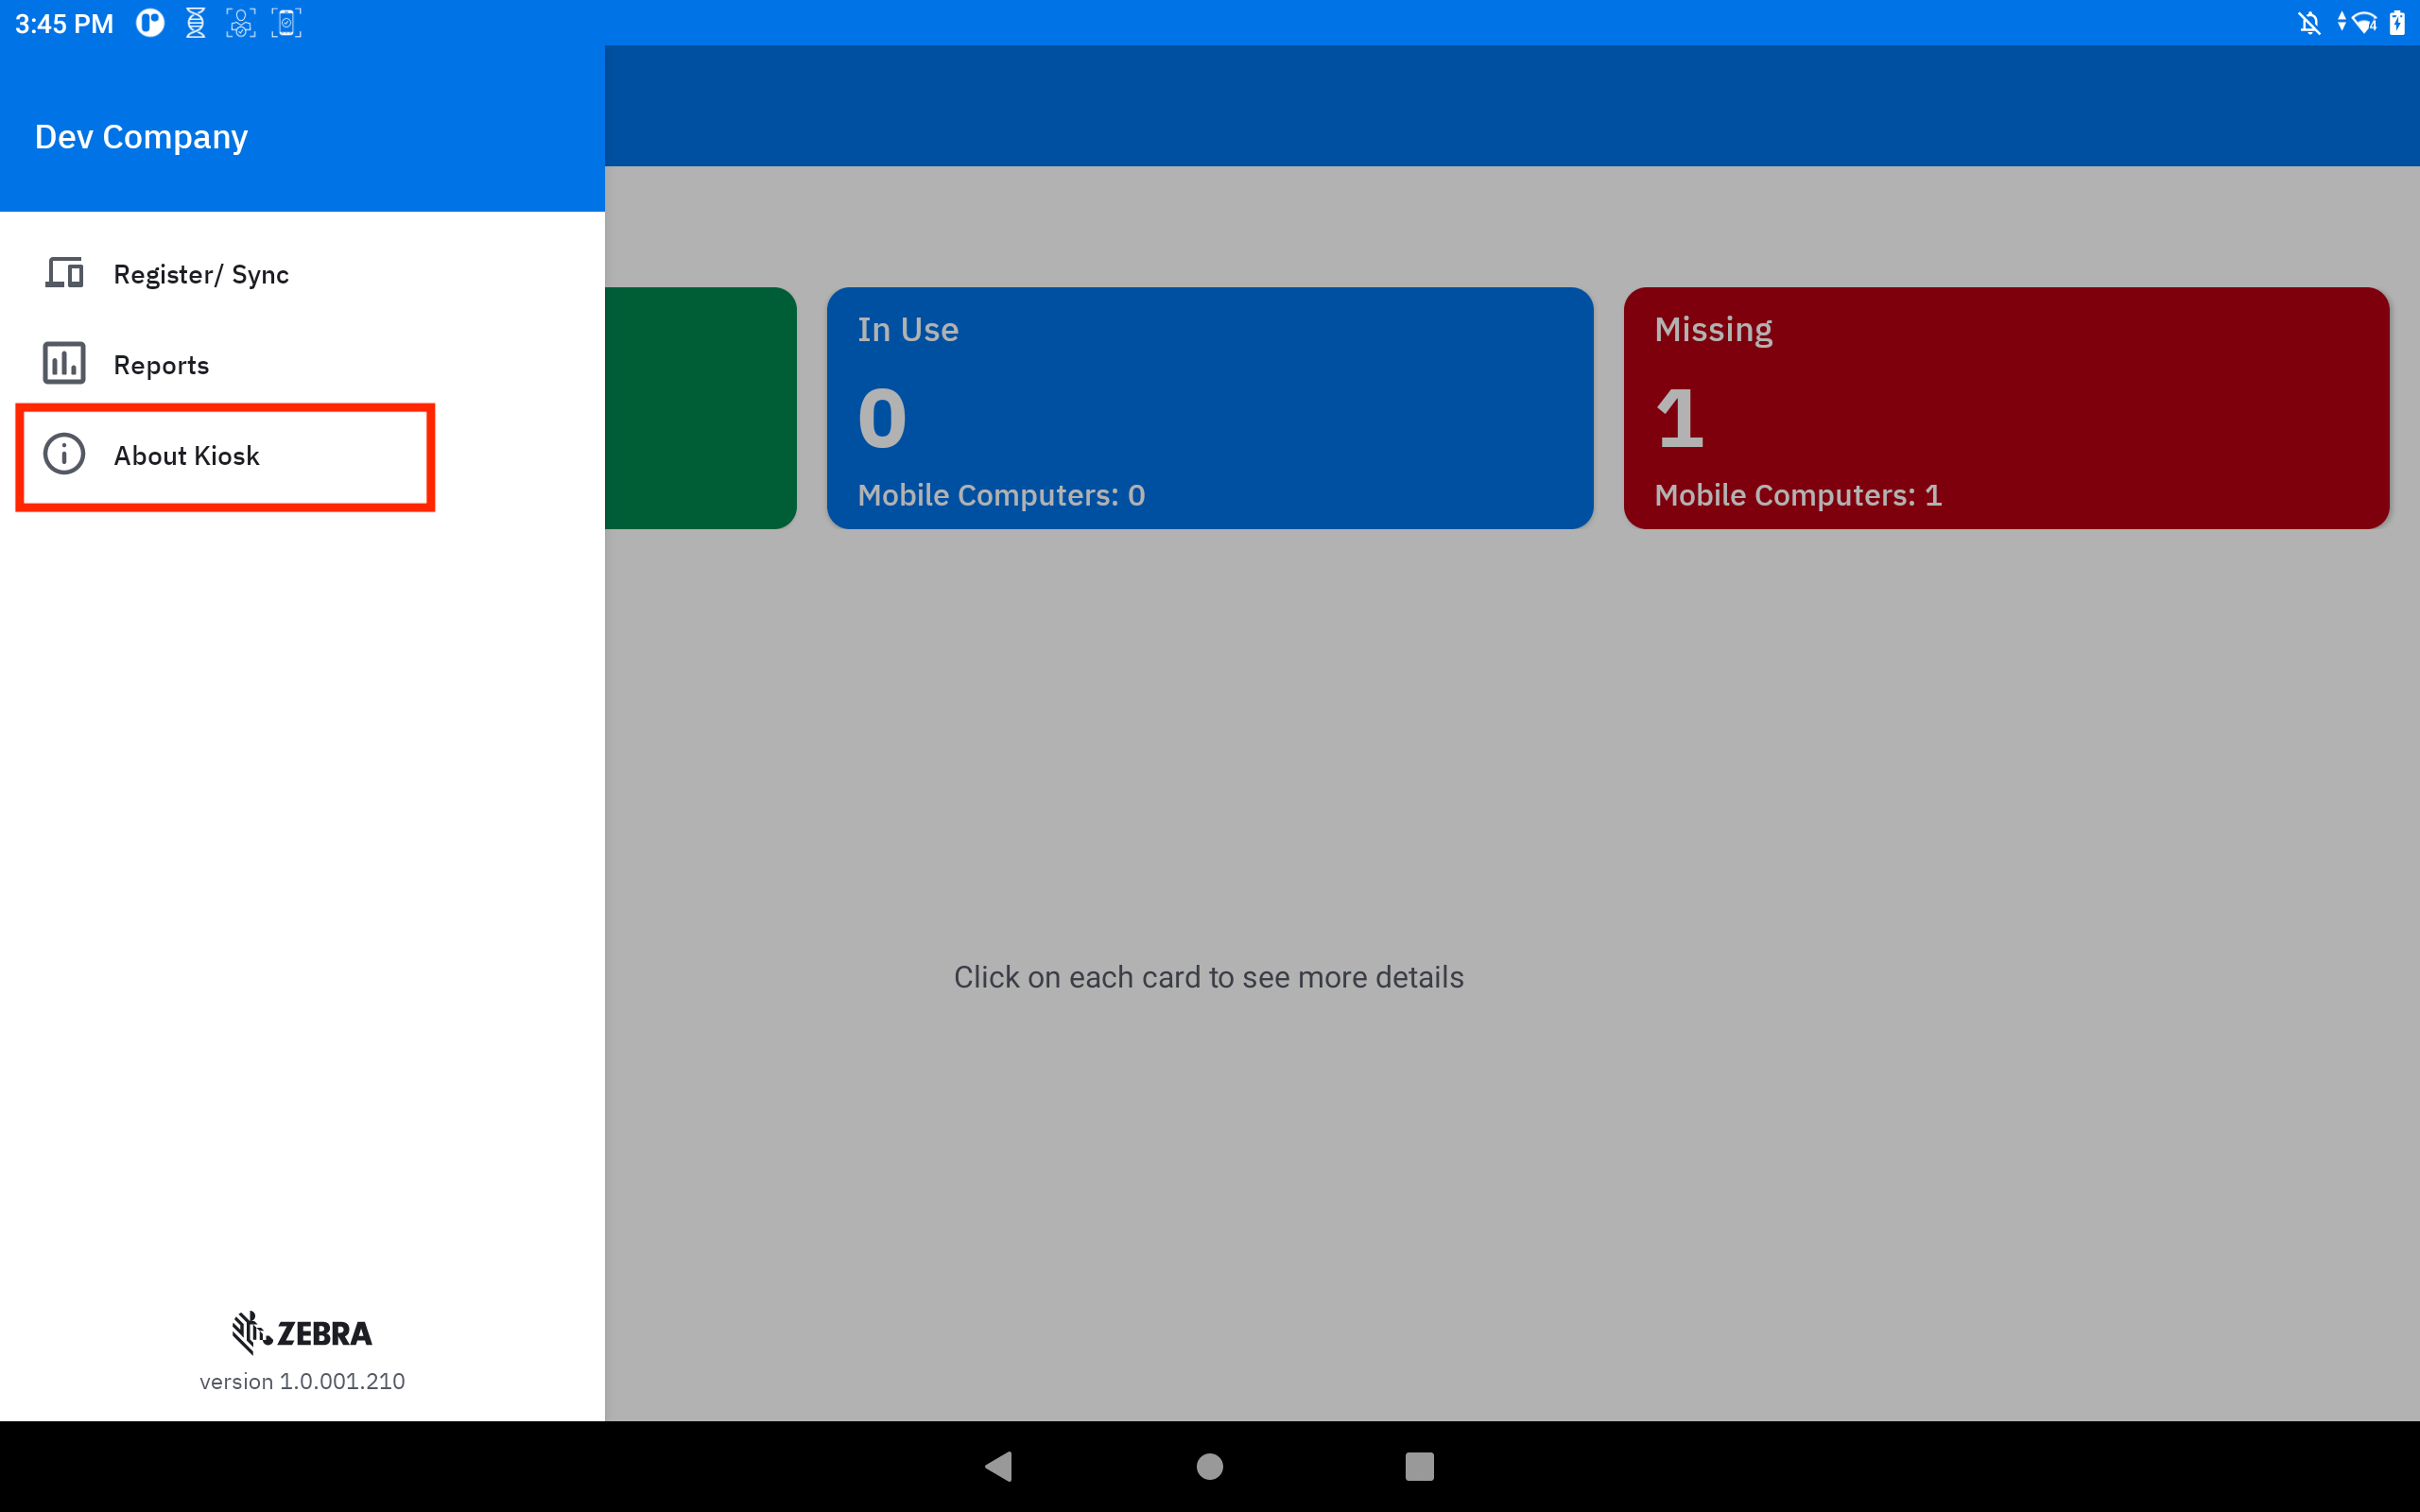 3:45 PM
4
Dev Company
Register/ Sync
Reports
About Kiosk
In Use
0
Mobile Computers: 0
Missing
1
Mobile Computers: 1
Click on each card to see more details
ZEBRA
version 1.0.001.210